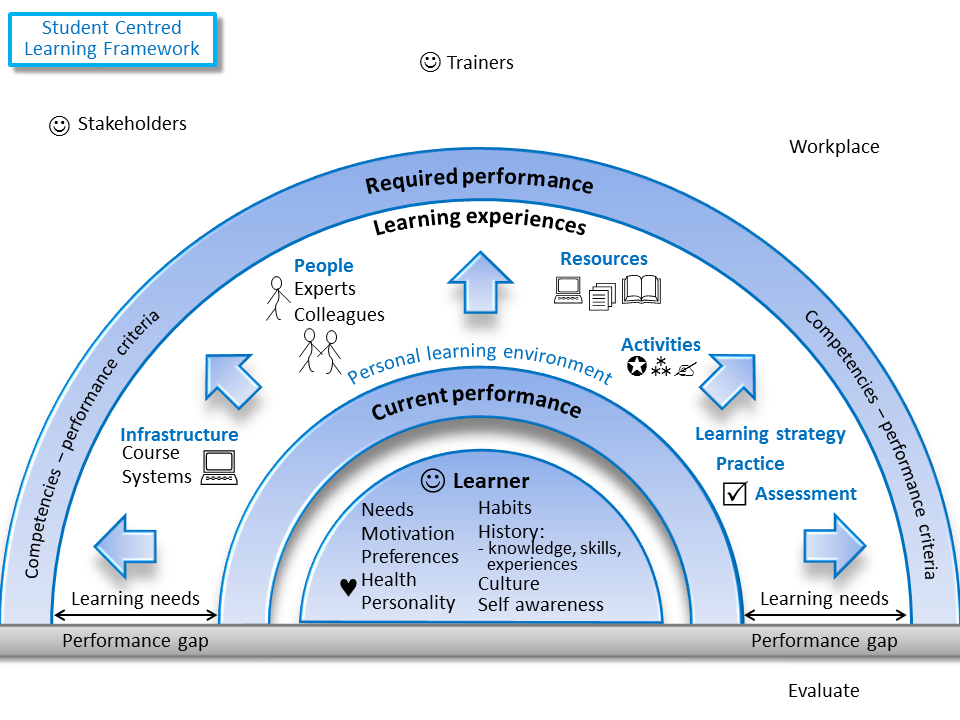 Student Centred
Learning Framework
Trainers
Stakeholders
Workplace
Required performance
Learning experiences
People
Experts
Colleagues
Resources
Activities
Personal learning environment
Current performance
Competencies – performance criteria
Competencies – performance criteria
Infrastructure
Course
Systems
Learning strategy
Practice
Assessment
Learner
Needs
Motivation
Preferences
Health
Personality
Habits
History:
- knowledge, skills,
experiences
Culture
Self awareness
Learning needs
Learning needs
Performance gap
Performance gap
Evaluate